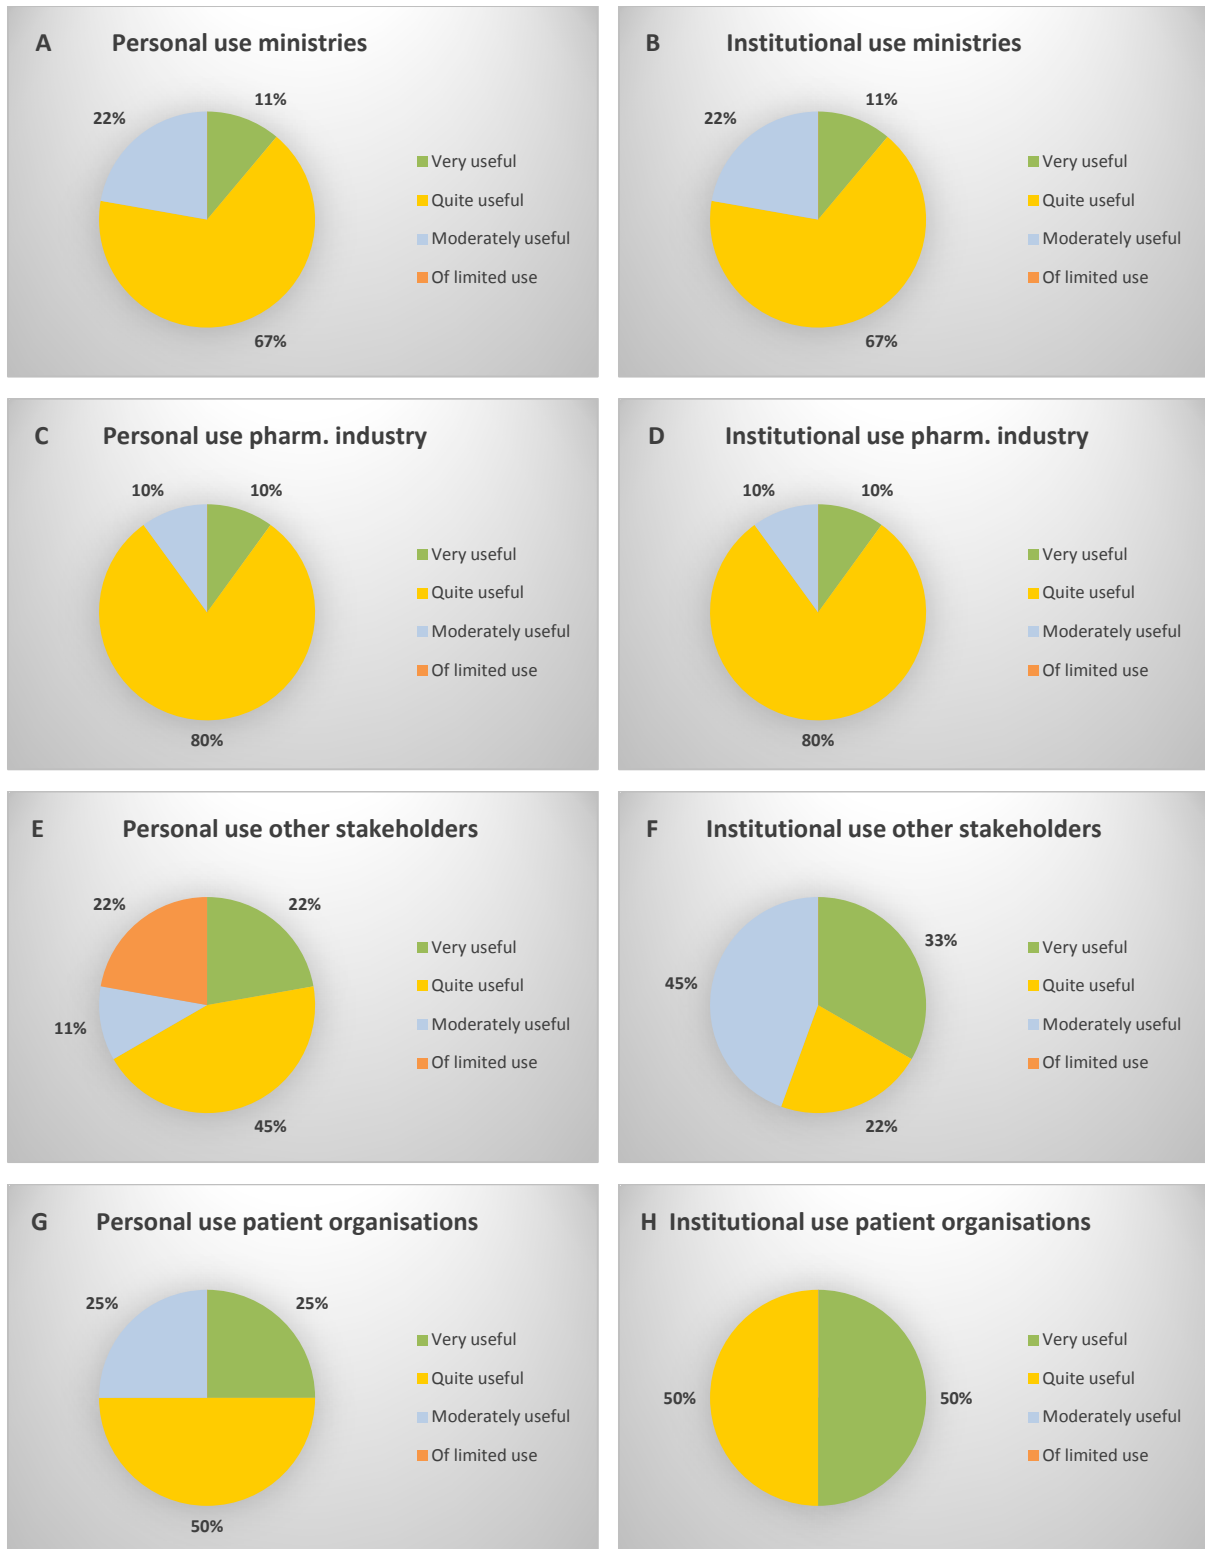 A Personal use ministries
11%
22%
67%
Very useful
Quite useful
Moderately useful
Of limited use
B Institutional use ministries
11%
22%
67%
Very useful
Quite useful
Moderately useful
Of limited use
C Personal use pharm. industry
10%
10%
80%
Very useful
Quite useful
Moderately useful
Of limited use
D Institutional use pharm. industry
10%
10%
80%
Very useful
Quite useful
Moderately useful
Of limited use
E Personal use other stakeholders
22%
22%
11%
45%
Very useful
Quite useful
Moderately useful
Of limited use
F Institutional use other stakeholders
33%
45%
22%
Very useful
Quite useful
Moderately useful
Of limited use
G Personal use patient organisations
25%
25%
50%
Very useful
Quite useful
Moderately useful
Of limited use
H Institutional use patient organisations
50%
50%
Very useful
Quite useful
Moderately useful
Of limited use